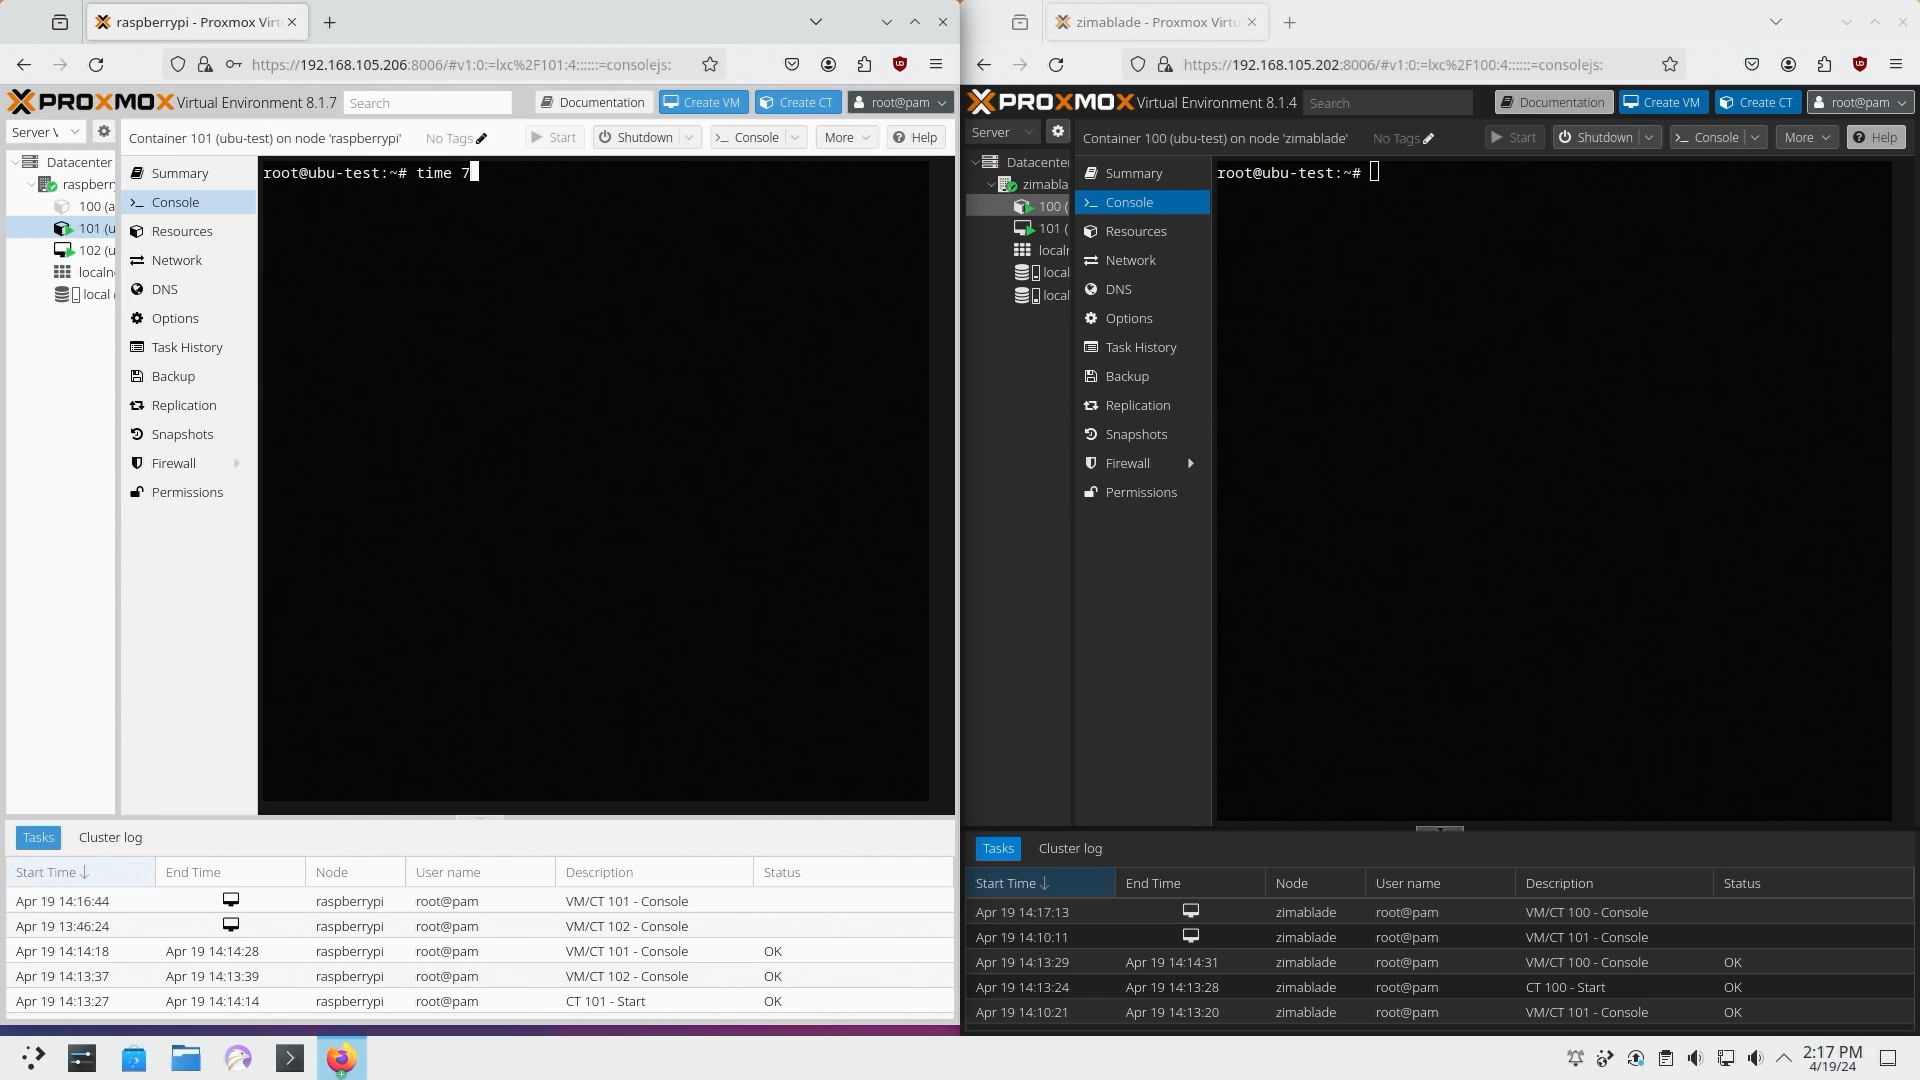 raspberrypi - Proxmox Virtu
https://192.168.105.206:8006/#v1:0:=lxc%2F101:4::::::=consolejs:
PROXMOX Virtual Environment 8.1.7
Search
Documentation
Create VM
Create CT
root@pam
Server V
Container 101 (ubu-test) on node 'raspberrypi'
No Tags
Start
Shutdown
Console
More
Help
Datacenter
raspberr
100 (a
101 (u
102 (u
localn
local (
Summary
Console
Resources
Network
DNS
Options
Task History
Backup
Replication
Snapshots
Firewall
Permissions
root@ubu-test:~# time 7
Tasks
Cluster log
Start Time End Time Node User name Description Status
Apr 19 14:16:44 raspberrypi root@pam VM/CT 101 - Console
Apr 19 13:46:24 raspberrypi root@pam VM/CT 102 - Console
Apr 19 14:14:18 Apr 19 14:14:28 raspberrypi root@pam VM/CT 101 - Console OK
Apr 19 14:13:37 Apr 19 14:13:39 raspberrypi root@pam VM/CT 102 - Console OK
Apr 19 14:13:27 Apr 19 14:14:14 raspberrypi root@pam CT 101 - Start OK
zimablade - Proxmox Virtu
https://192.168.105.202:8006/#v1:0:=lxc%2F100:4::::::=consolejs:
PROXMOX Virtual Environment 8.1.4
Search
Documentation
Create VM
Create CT
root@pam
Server
Container 100 (ubu-test) on node 'zimablade'
No Tags
Start
Shutdown
Console
More
Help
Datacente
zimabla
100 (
101 (
localn
local
local
Summary
Console
Resources
Network
DNS
Options
Task History
Backup
Replication
Snapshots
Firewall
Permissions
root@ubu-test:~#
Tasks
Cluster log
Start Time End Time Node User name Description Status
Apr 19 14:17:13 zimablade root@pam VM/CT 100 - Console
Apr 19 14:10:11 zimablade root@pam VM/CT 101 - Console
Apr 19 14:13:29 Apr 19 14:14:31 zimablade root@pam VM/CT 100 - Console OK
Apr 19 14:13:24 Apr 19 14:13:28 zimablade root@pam CT 100 - Start OK
Apr 19 14:10:21 Apr 19 14:13:20 zimablade root@pam VM/CT 101 - Console OK
2:17 PM
4/19/24